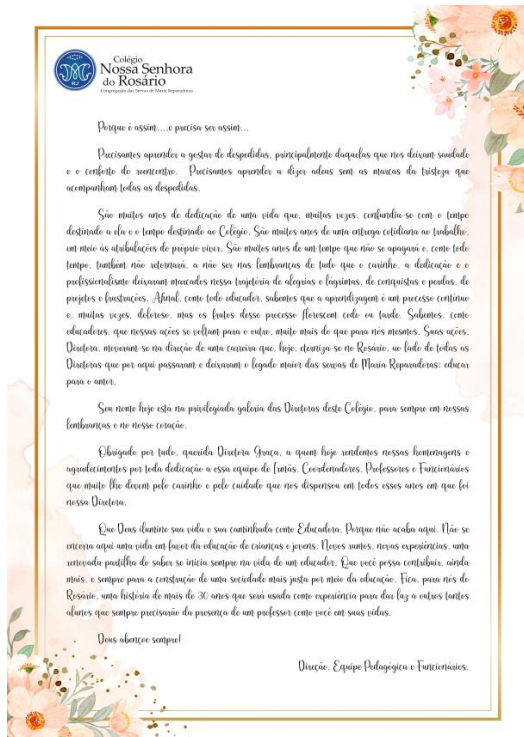 Colégio
Nossa Senhora
do Rosário
Congregação das Servas de Maria Reparadoras
Porque é assim....e precisa ser assim...
Precisamos aprender a gostar de despedidas, principalmente daquelas que nos deixam saudade
e o conforto do reencontro. Precisamos aprender a dizer adeus sem as marcas da tristeza que
acompanham todas as despedidas.
São muitos anos de dedicação de uma vida que, muitas vezes, confundiu-se com o tempo
destinado a ela e o tempo destinado ao Colégio. São muitos anos de uma entrega cotidiana ao trabalho,
em meio às atribulações do próprio viver. São muitos anos de um tempo que não se apagará e, como todo
tempo, também não retornará, a não ser nas lembranças de tudo que o carinho, a dedicação e o
profissionalismo deixaram marcados nossa trajetória de alegrias e lágrimas, de conquistas e perdas, de
projetos e frustrações. Afinal, como todo educador, sabemos que a aprendizagem é um processo contínuo
e, muitas vezes, doloroso, mas os frutos desse processo florescem cedo ou tarde. Sabemos, como
educadores, que nossas ações se voltam para o outro, muito mais do que para nós mesmos. Suas ações,
Diretora, moveram-se na direção de uma carreira que, hoje, eterniza-se no Rosário, ao lado de todas as
Diretoras que por aqui passaram e deixaram o legado maior das servas de Maria Reparadoras: educar
para o amor.
Seu nome hoje está na privilegiada galeria das Diretoras deste Colégio, para sempre em nossas
lembranças e no nosso coração.
Obrigado por tudo, querida Diretora Graça, a quem hoje rendemos nossas homenagens e
agradecimentos por toda dedicação a essa equipe de Irmãs, Coordenadores, Professores e Funcionários
que muito lhe devem pelo carinho e pelo cuidado que nos dispensou em todos esses anos em que foi
nossa Diretora.
Que Deus ilumine sua vida e sua caminhada como Educadora. Porque não acaba aqui. Não se
encerra aqui uma vida em favor da educação de crianças e jovens. Novos rumos, novas experiências, uma
renovada partilha do saber se inicia sempre na vida de um educador. Que você possa contribuir, ainda
mais, e sempre para a construção de uma sociedade mais justa por meio da educação. Fica, para nós do
Rosário, uma história de mais de 30 anos que será usada como experiência para dar luz a outros tantos
alunos que sempre precisarão da presença de um professor como você em suas vidas.
Deus abençoe sempre!
Direção, Equipe Pedagógica e Funcionários.